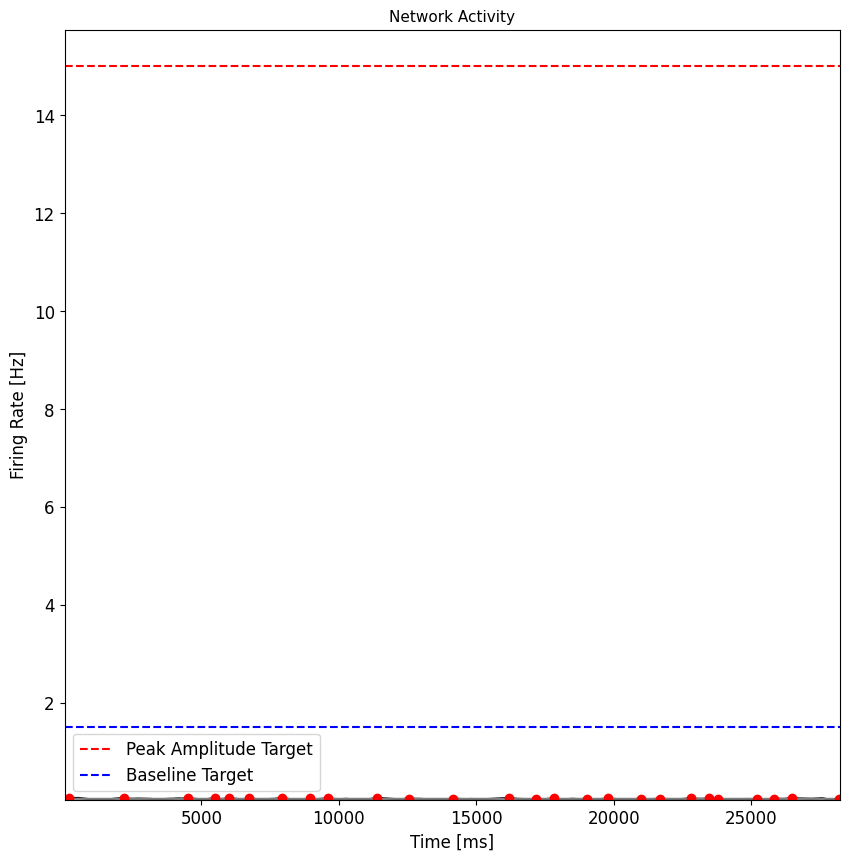 Network Activity
Firing Rate [Hz]
14
12
10
8
6
4
2
Peak Amplitude Target
Baseline Target
5000 10000 15000 20000 25000
Time [ms]